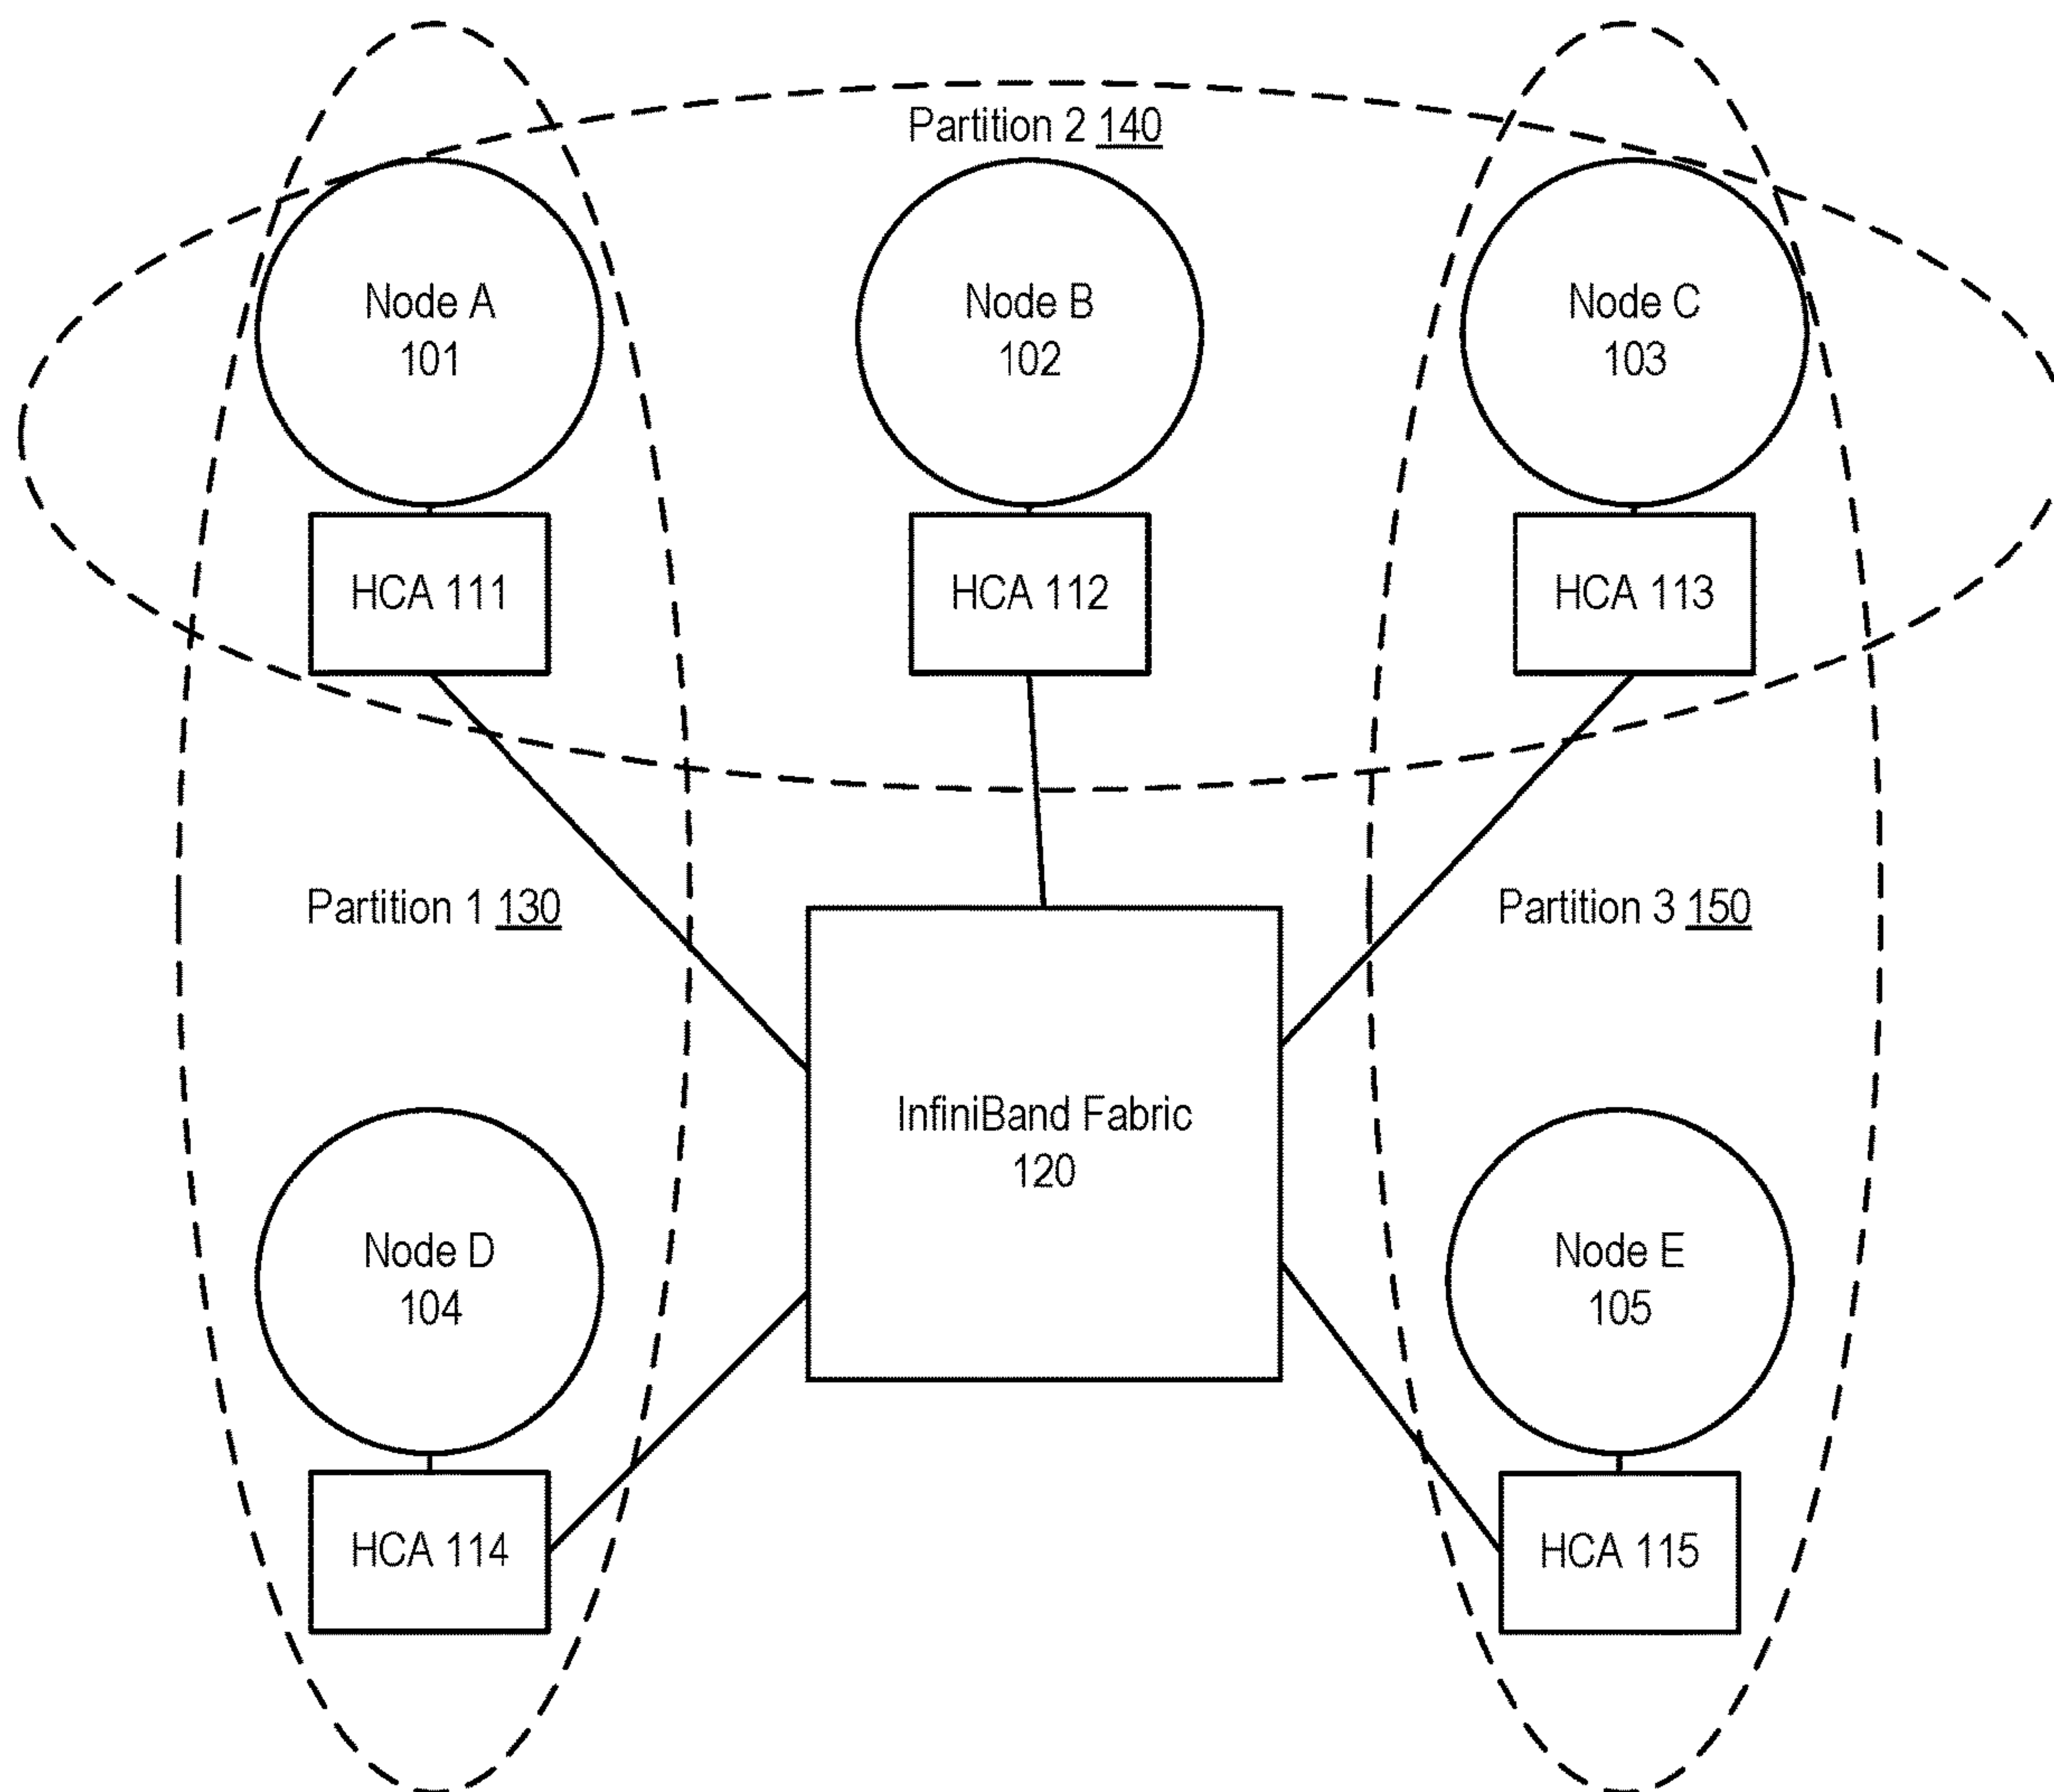 Partition 2 140
Node A
101
Node B
102
Node C
103
HCA 111
HCA 112
HCA 113
Partition 1 130
Partition 3 150
InfiniBand Fabric
120
Node D
104
Node E
105
HCA 114
HCA 115